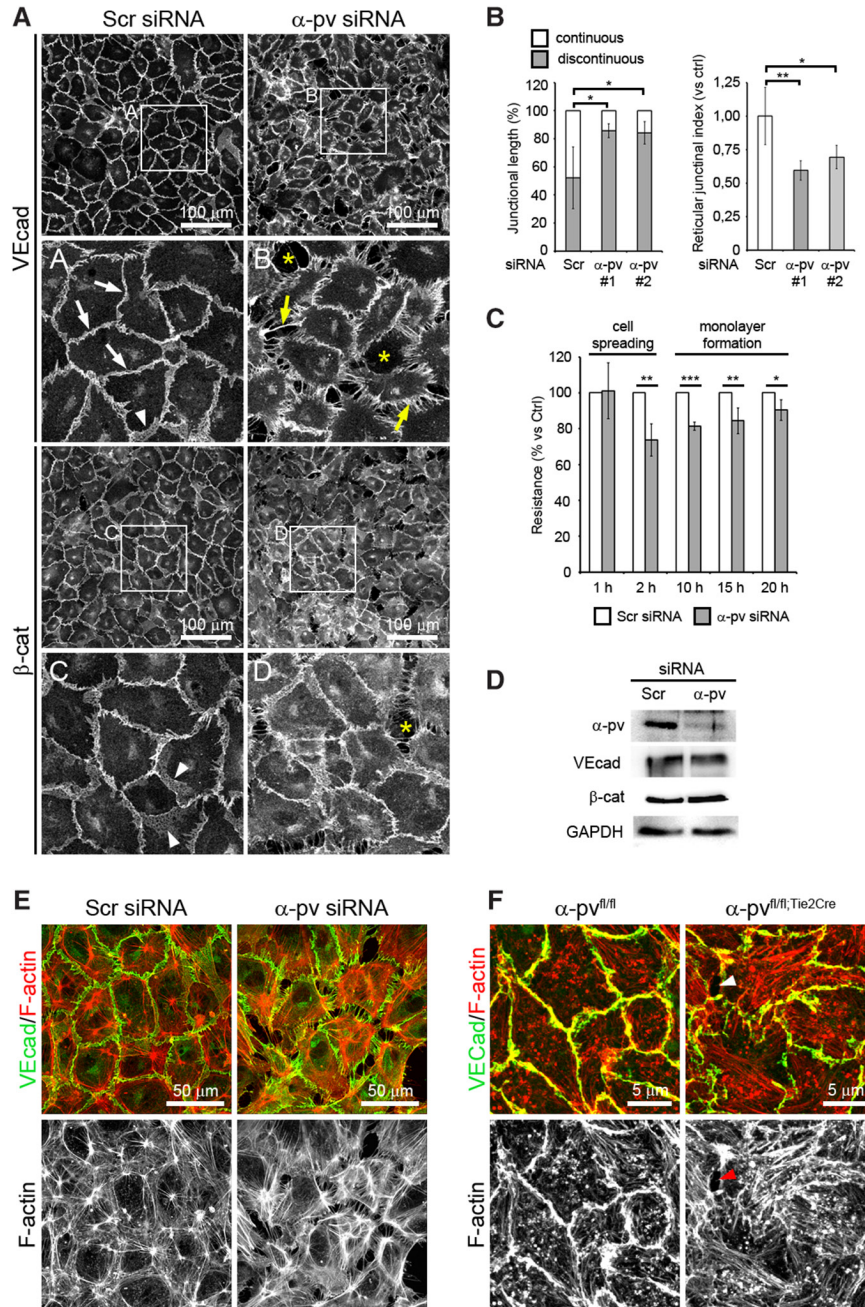 A
Scr siRNA
α-pv siRNA
VEcad
A
100 μm
B
100 μm
A
B
*
*
β-cat
C
100 μm
D
100 μm
C
D
*
B
continuous
discontinuous
Junctional length (%)
120
100
80
60
40
20
0
*
*
siRNA Scr α-pv α-pv
#1 #2
Reticular junctinal index (vs ctrl)
1,25
1,00
0,75
0,50
0,25
0
*
**
siRNA Scr α-pv α-pv
#1 #2
C
cell spreading
monolayer formation
Resistance (% vs Ctrl)
120
100
80
60
40
20
0
** *** ** *
1 h 2 h 10 h 15 h 20 h
Scr siRNA α-pv siRNA
D
siRNA
Scr α-pv
α-pv
VEcad
β-cat
GAPDH
E
Scr siRNA
α-pv siRNA
VEcad/F-actin
50 μm
50 μm
F-actin
F
α-pvfl/fl
α-pvfl/fl;Tie2Cre
VECad/F-actin
5 μm
5 μm
F-actin